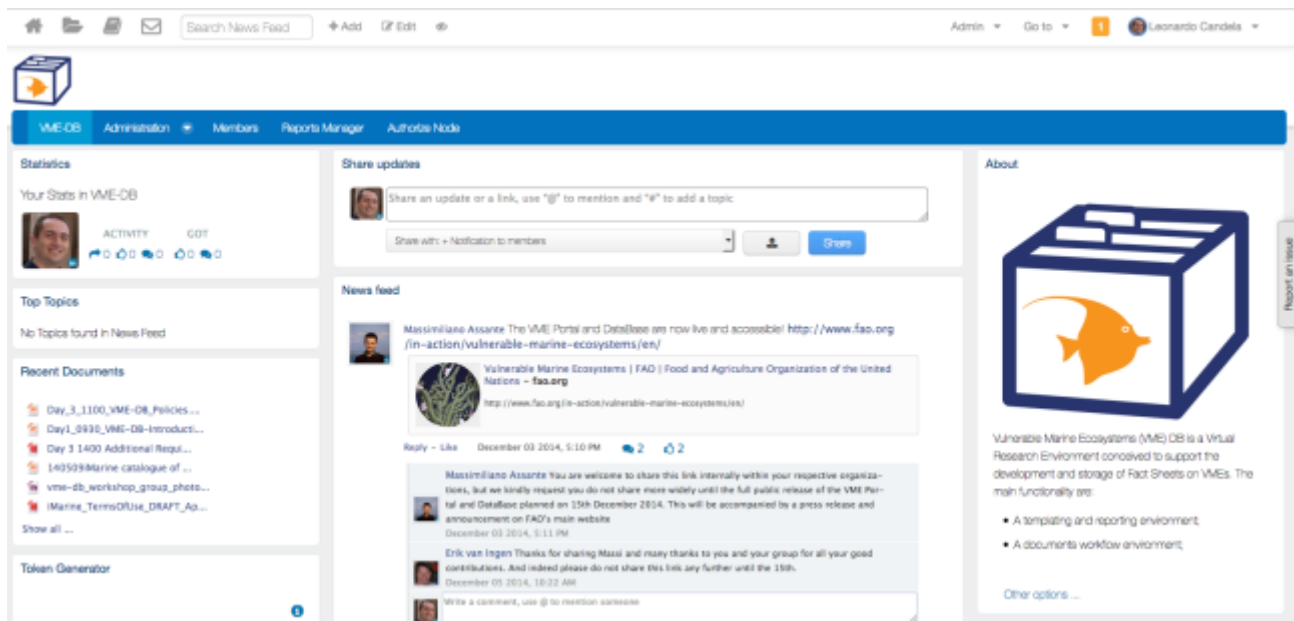 Search News Feed
Add
Edit
Admin
Go to
1
Leonardo Candela
VME-DB
Administration
Members
Reports Manager
Authorize Node
Statistics
Your Stats in VME-DB
ACTIVITY GOT
0 0 0 0 0
Top Topics
No Topics found in News Feed
Recent Documents
Day_3_1100_VME-DB_Policies...
Day1_0930_VME-DB-Introducti...
Day 3 1400 Additional Requi...
140509iMarine catalogue of ...
vme-db_workshop_group_photo...
iMarine_TermsOfUse_DRAFT_Ap...
Show all ...
Token Generator
Share updates
Share an update or a link, use "@" to mention and "#" to add a topic
Share with: + Notification to members
Share
News feed
Massimiliano Assante The VME Portal and DataBase are now live and accessible! http://www.fao.org
/in-action/vulnerable-marine-ecosystems/en/
Vulnerable Marine Ecosystems | FAO | Food and Agriculture Organization of the United
Nations - fao.org
http://www.fao.org/in-action/vulnerable-marine-ecosystems/en/
Reply - Like December 03 2014, 5:10 PM 2 2
Massimiliano Assante You are welcome to share this link internally within your respective organiza-
tions, but we kindly request you do not share more widely until the full public release of the VME Por-
tal and DataBase planned on 15th December 2014. This will be accompanied by a press release and
announcement on FAO's main website
December 03 2014, 5:11 PM
Erik van Ingen Thanks for sharing Massi and many thanks to you and your group for all your good
contributions. And indeed please do not share this link any further until the 15th.
December 05 2014, 10:22 AM
Write a comment, use @ to mention someone
About
Vulnerable Marine Ecosystems (VME) DB is a Virtual
Research Environment conceived to support the
development and storage of Fact Sheets on VMEs. The
main functionality are:
• A templating and reporting environment;
• A documents workflow environment;
Other options ...
Report an issue